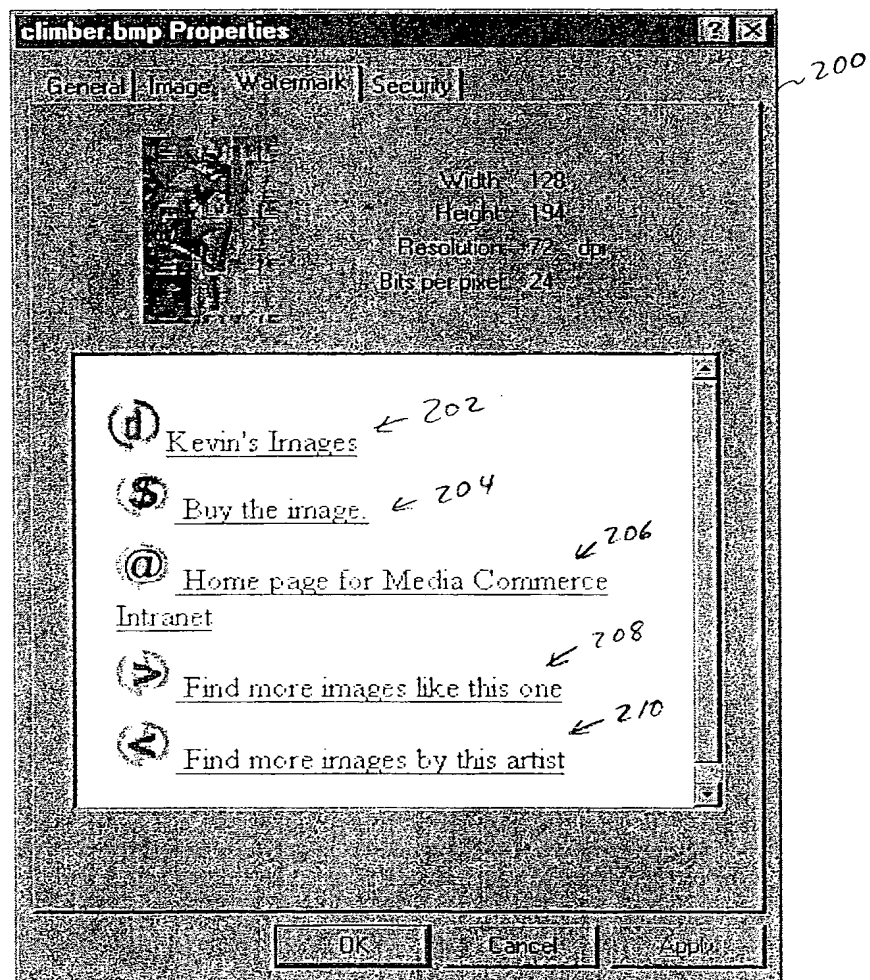 climber.bmp Properties
200
General Image Watermark Security
Width: 128
Height: 194
Resolution: 72 dpi
Bits per pixel: 24
d Kevin's Images 202
$ Buy the image. 204
206
@ Home page for Media Commerce
Intranet
208
> Find more images like this one
210
< Find more images by this artist
OK Cancel Apply